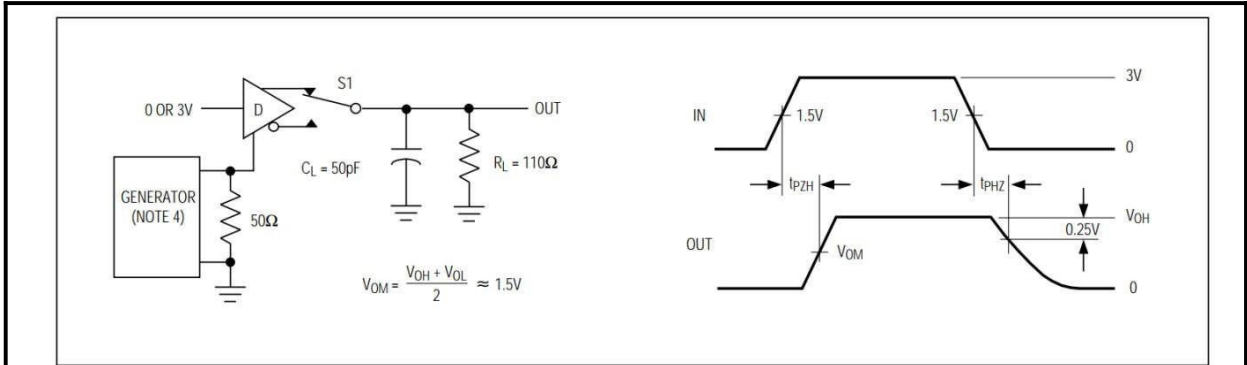 S1
0 OR 3V
D
OUT
C_L = 50pF
R_L = 110Ω
GENERATOR
(NOTE 4)
50Ω
V_OM = (V_OH + V_OL) / 2 ≈ 1.5V
3V
IN
1.5V
1.5V
0
t_PZH
t_PHZ
V_OH
0.25V
OUT
V_OM
0